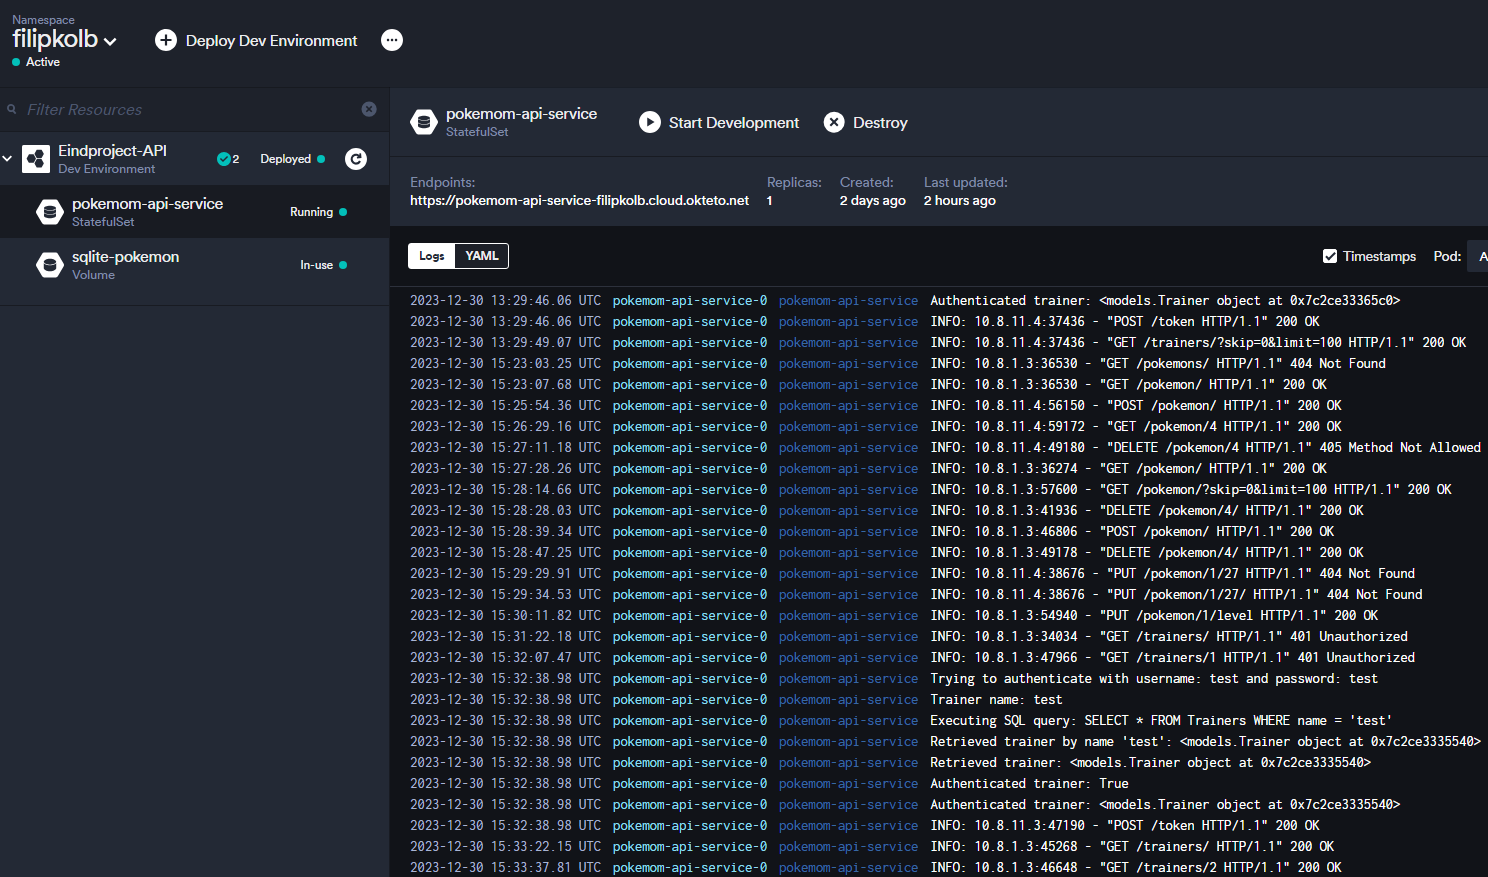 Namespace
filipkolb
Active
Deploy Dev Environment
Filter Resources
Eindproject-API
Dev Environment
2
Deployed
pokemom-api-service
StatefulSet
Running
sqlite-pokemon
Volume
In-use
pokemom-api-service
StatefulSet
Start Development
Destroy
Endpoints:
https://pokemom-api-service-filipkolb.cloud.okteto.net
Replicas:
1
Created:
2 days ago
Last updated:
2 hours ago
Logs
YAML
Timestamps
Pod:
A
2023-12-30 13:29:46.06 UTC pokemom-api-service-0 pokemom-api-service Authenticated trainer: <models.Trainer object at 0x7c2ce33365c0>
2023-12-30 13:29:46.06 UTC pokemom-api-service-0 pokemom-api-service INFO: 10.8.11.4:37436 - "POST /token HTTP/1.1" 200 OK
2023-12-30 13:29:49.07 UTC pokemom-api-service-0 pokemom-api-service INFO: 10.8.11.4:37436 - "GET /trainers/?skip=0&limit=100 HTTP/1.1" 200 OK
2023-12-30 15:23:03.25 UTC pokemom-api-service-0 pokemom-api-service INFO: 10.8.1.3:36530 - "GET /pokemons/ HTTP/1.1" 404 Not Found
2023-12-30 15:23:07.68 UTC pokemom-api-service-0 pokemom-api-service INFO: 10.8.1.3:36530 - "GET /pokemon/ HTTP/1.1" 200 OK
2023-12-30 15:25:54.36 UTC pokemom-api-service-0 pokemom-api-service INFO: 10.8.11.4:56150 - "POST /pokemon/ HTTP/1.1" 200 OK
2023-12-30 15:26:29.16 UTC pokemom-api-service-0 pokemom-api-service INFO: 10.8.11.4:59172 - "GET /pokemon/4 HTTP/1.1" 200 OK
2023-12-30 15:27:11.18 UTC pokemom-api-service-0 pokemom-api-service INFO: 10.8.11.4:49180 - "DELETE /pokemon/4 HTTP/1.1" 405 Method Not Allowed
2023-12-30 15:27:28.26 UTC pokemom-api-service-0 pokemom-api-service INFO: 10.8.1.3:36274 - "GET /pokemon/ HTTP/1.1" 200 OK
2023-12-30 15:28:14.66 UTC pokemom-api-service-0 pokemom-api-service INFO: 10.8.1.3:57600 - "GET /pokemon/?skip=0&limit=100 HTTP/1.1" 200 OK
2023-12-30 15:28:28.03 UTC pokemom-api-service-0 pokemom-api-service INFO: 10.8.1.3:41936 - "DELETE /pokemon/4/ HTTP/1.1" 200 OK
2023-12-30 15:28:39.34 UTC pokemom-api-service-0 pokemom-api-service INFO: 10.8.1.3:46806 - "POST /pokemon/ HTTP/1.1" 200 OK
2023-12-30 15:28:47.25 UTC pokemom-api-service-0 pokemom-api-service INFO: 10.8.1.3:49178 - "DELETE /pokemon/4/ HTTP/1.1" 200 OK
2023-12-30 15:29:29.91 UTC pokemom-api-service-0 pokemom-api-service INFO: 10.8.11.4:38676 - "PUT /pokemon/1/27 HTTP/1.1" 404 Not Found
2023-12-30 15:29:34.53 UTC pokemom-api-service-0 pokemom-api-service INFO: 10.8.11.4:38676 - "PUT /pokemon/1/27/ HTTP/1.1" 404 Not Found
2023-12-30 15:30:11.82 UTC pokemom-api-service-0 pokemom-api-service INFO: 10.8.1.3:54940 - "PUT /pokemon/1/level HTTP/1.1" 200 OK
2023-12-30 15:31:22.18 UTC pokemom-api-service-0 pokemom-api-service INFO: 10.8.1.3:34034 - "GET /trainers/ HTTP/1.1" 401 Unauthorized
2023-12-30 15:32:07.47 UTC pokemom-api-service-0 pokemom-api-service INFO: 10.8.1.3:47966 - "GET /trainers/1 HTTP/1.1" 401 Unauthorized
2023-12-30 15:32:38.98 UTC pokemom-api-service-0 pokemom-api-service Trying to authenticate with username: test and password: test
2023-12-30 15:32:38.98 UTC pokemom-api-service-0 pokemom-api-service Trainer name: test
2023-12-30 15:32:38.98 UTC pokemom-api-service-0 pokemom-api-service Executing SQL query: SELECT * FROM Trainers WHERE name = 'test'
2023-12-30 15:32:38.98 UTC pokemom-api-service-0 pokemom-api-service Retrieved trainer by name 'test': <models.Trainer object at 0x7c2ce3335540>
2023-12-30 15:32:38.98 UTC pokemom-api-service-0 pokemom-api-service Retrieved trainer: <models.Trainer object at 0x7c2ce3335540>
2023-12-30 15:32:38.98 UTC pokemom-api-service-0 pokemom-api-service Authenticated trainer: True
2023-12-30 15:32:38.98 UTC pokemom-api-service-0 pokemom-api-service Authenticated trainer: <models.Trainer object at 0x7c2ce3335540>
2023-12-30 15:32:38.98 UTC pokemom-api-service-0 pokemom-api-service INFO: 10.8.11.3:47190 - "POST /token HTTP/1.1" 200 OK
2023-12-30 15:33:22.15 UTC pokemom-api-service-0 pokemom-api-service INFO: 10.8.1.3:45268 - "GET /trainers/ HTTP/1.1" 200 OK
2023-12-30 15:33:37.81 UTC pokemom-api-service-0 pokemom-api-service INFO: 10.8.1.3:46648 - "GET /trainers/2 HTTP/1.1" 200 OK